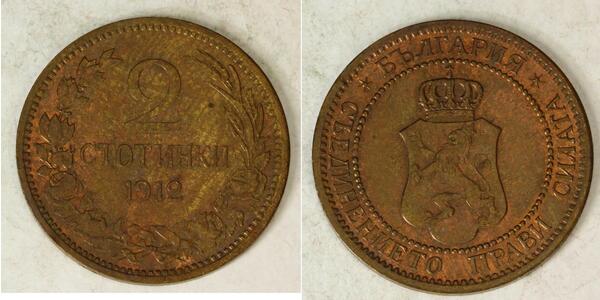 2
СТОТИНКИ
1912
* БЪЛГАРИЯ *
СЪЕДИНЕНИЕТО ПРАВИ СИЛАТА